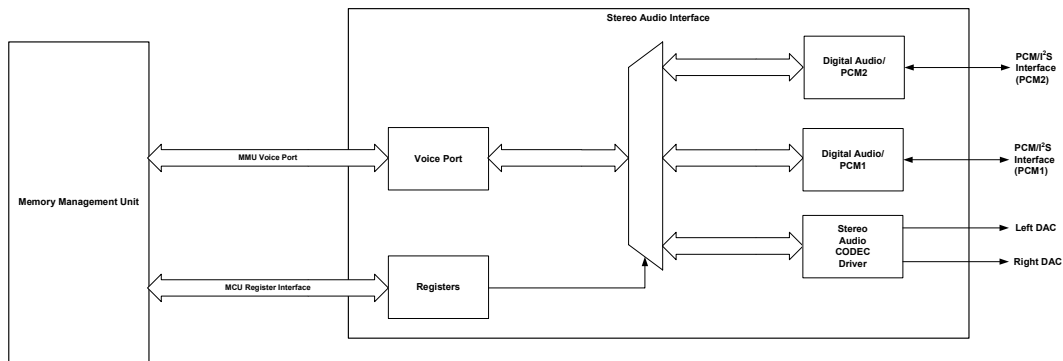 Stereo Audio Interface
Digital Audio/
PCM2
PCM/I²S
Interface
(PCM2)
MMU Voice Port
Voice Port
Digital Audio/
PCM1
PCM/I²S
Interface
(PCM1)
Memory Management Unit
Stereo
Audio
CODEC
Driver
Left DAC
Right DAC
MCU Register Interface
Registers